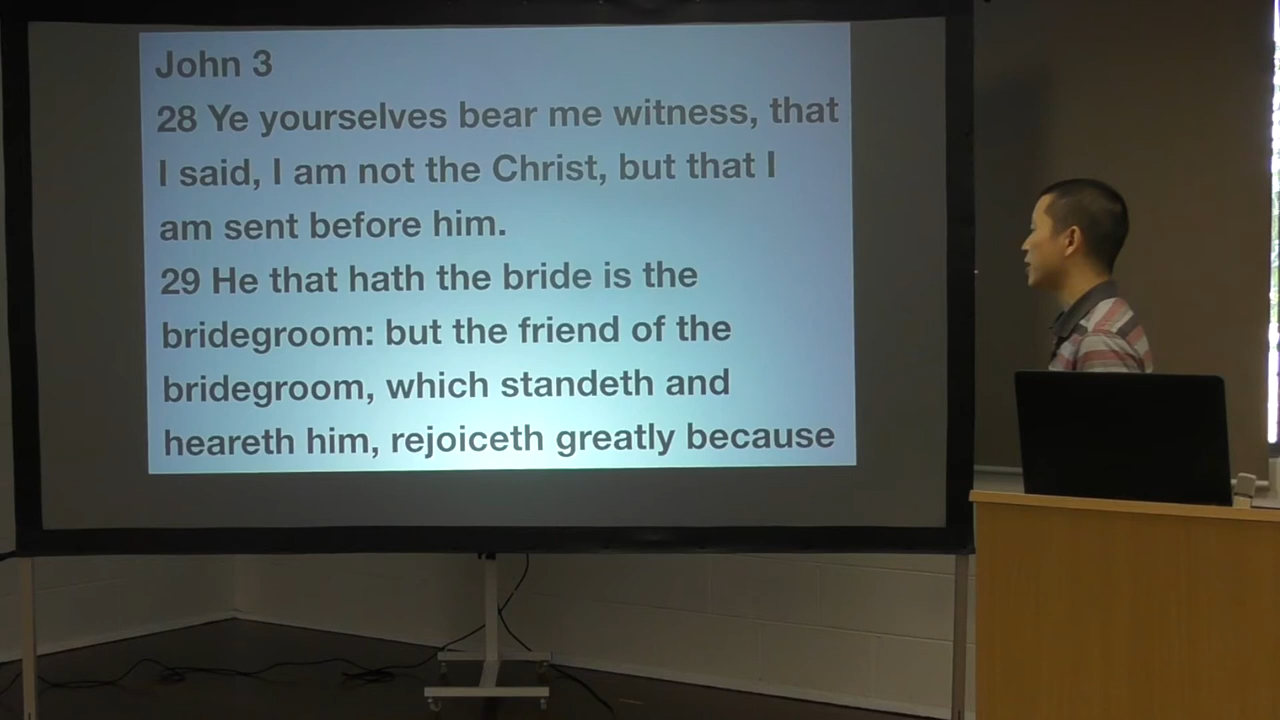 John 3
28 Ye yourselves bear me witness, that
I said, I am not the Christ, but that I
am sent before him.
29 He that hath the bride is the
bridegroom: but the friend of the
bridegroom, which standeth and
heareth him, rejoiceth greatly because